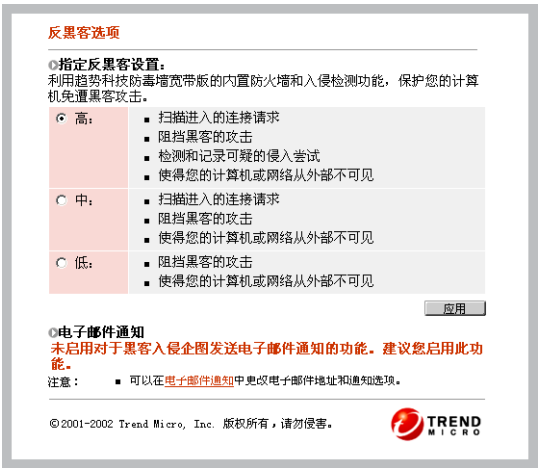 反黑客选项
指定反黑客设置：
利用趋势科技防毒墙宽带版的内置防火墙和入侵检测功能，保护您的计算
机免遭黑客攻击。
高：
扫描进入的连接请求
阻挡黑客的攻击
检测和记录可疑的侵入尝试
使得您的计算机或网络从外部不可见
中：
扫描进入的连接请求
阻挡黑客的攻击
使得您的计算机或网络从外部不可见
低：
阻挡黑客的攻击
使得您的计算机或网络从外部不可见
应用
电子邮件通知
未启用对于黑客入侵企图发送电子邮件通知的功能。建议您启用此功
能。
注意： 可以在电子邮件通知中更改电子邮件地址和通知选项。
©2001-2002 Trend Micro, Inc. 版权所有，请勿侵害。
TREND
MICRO